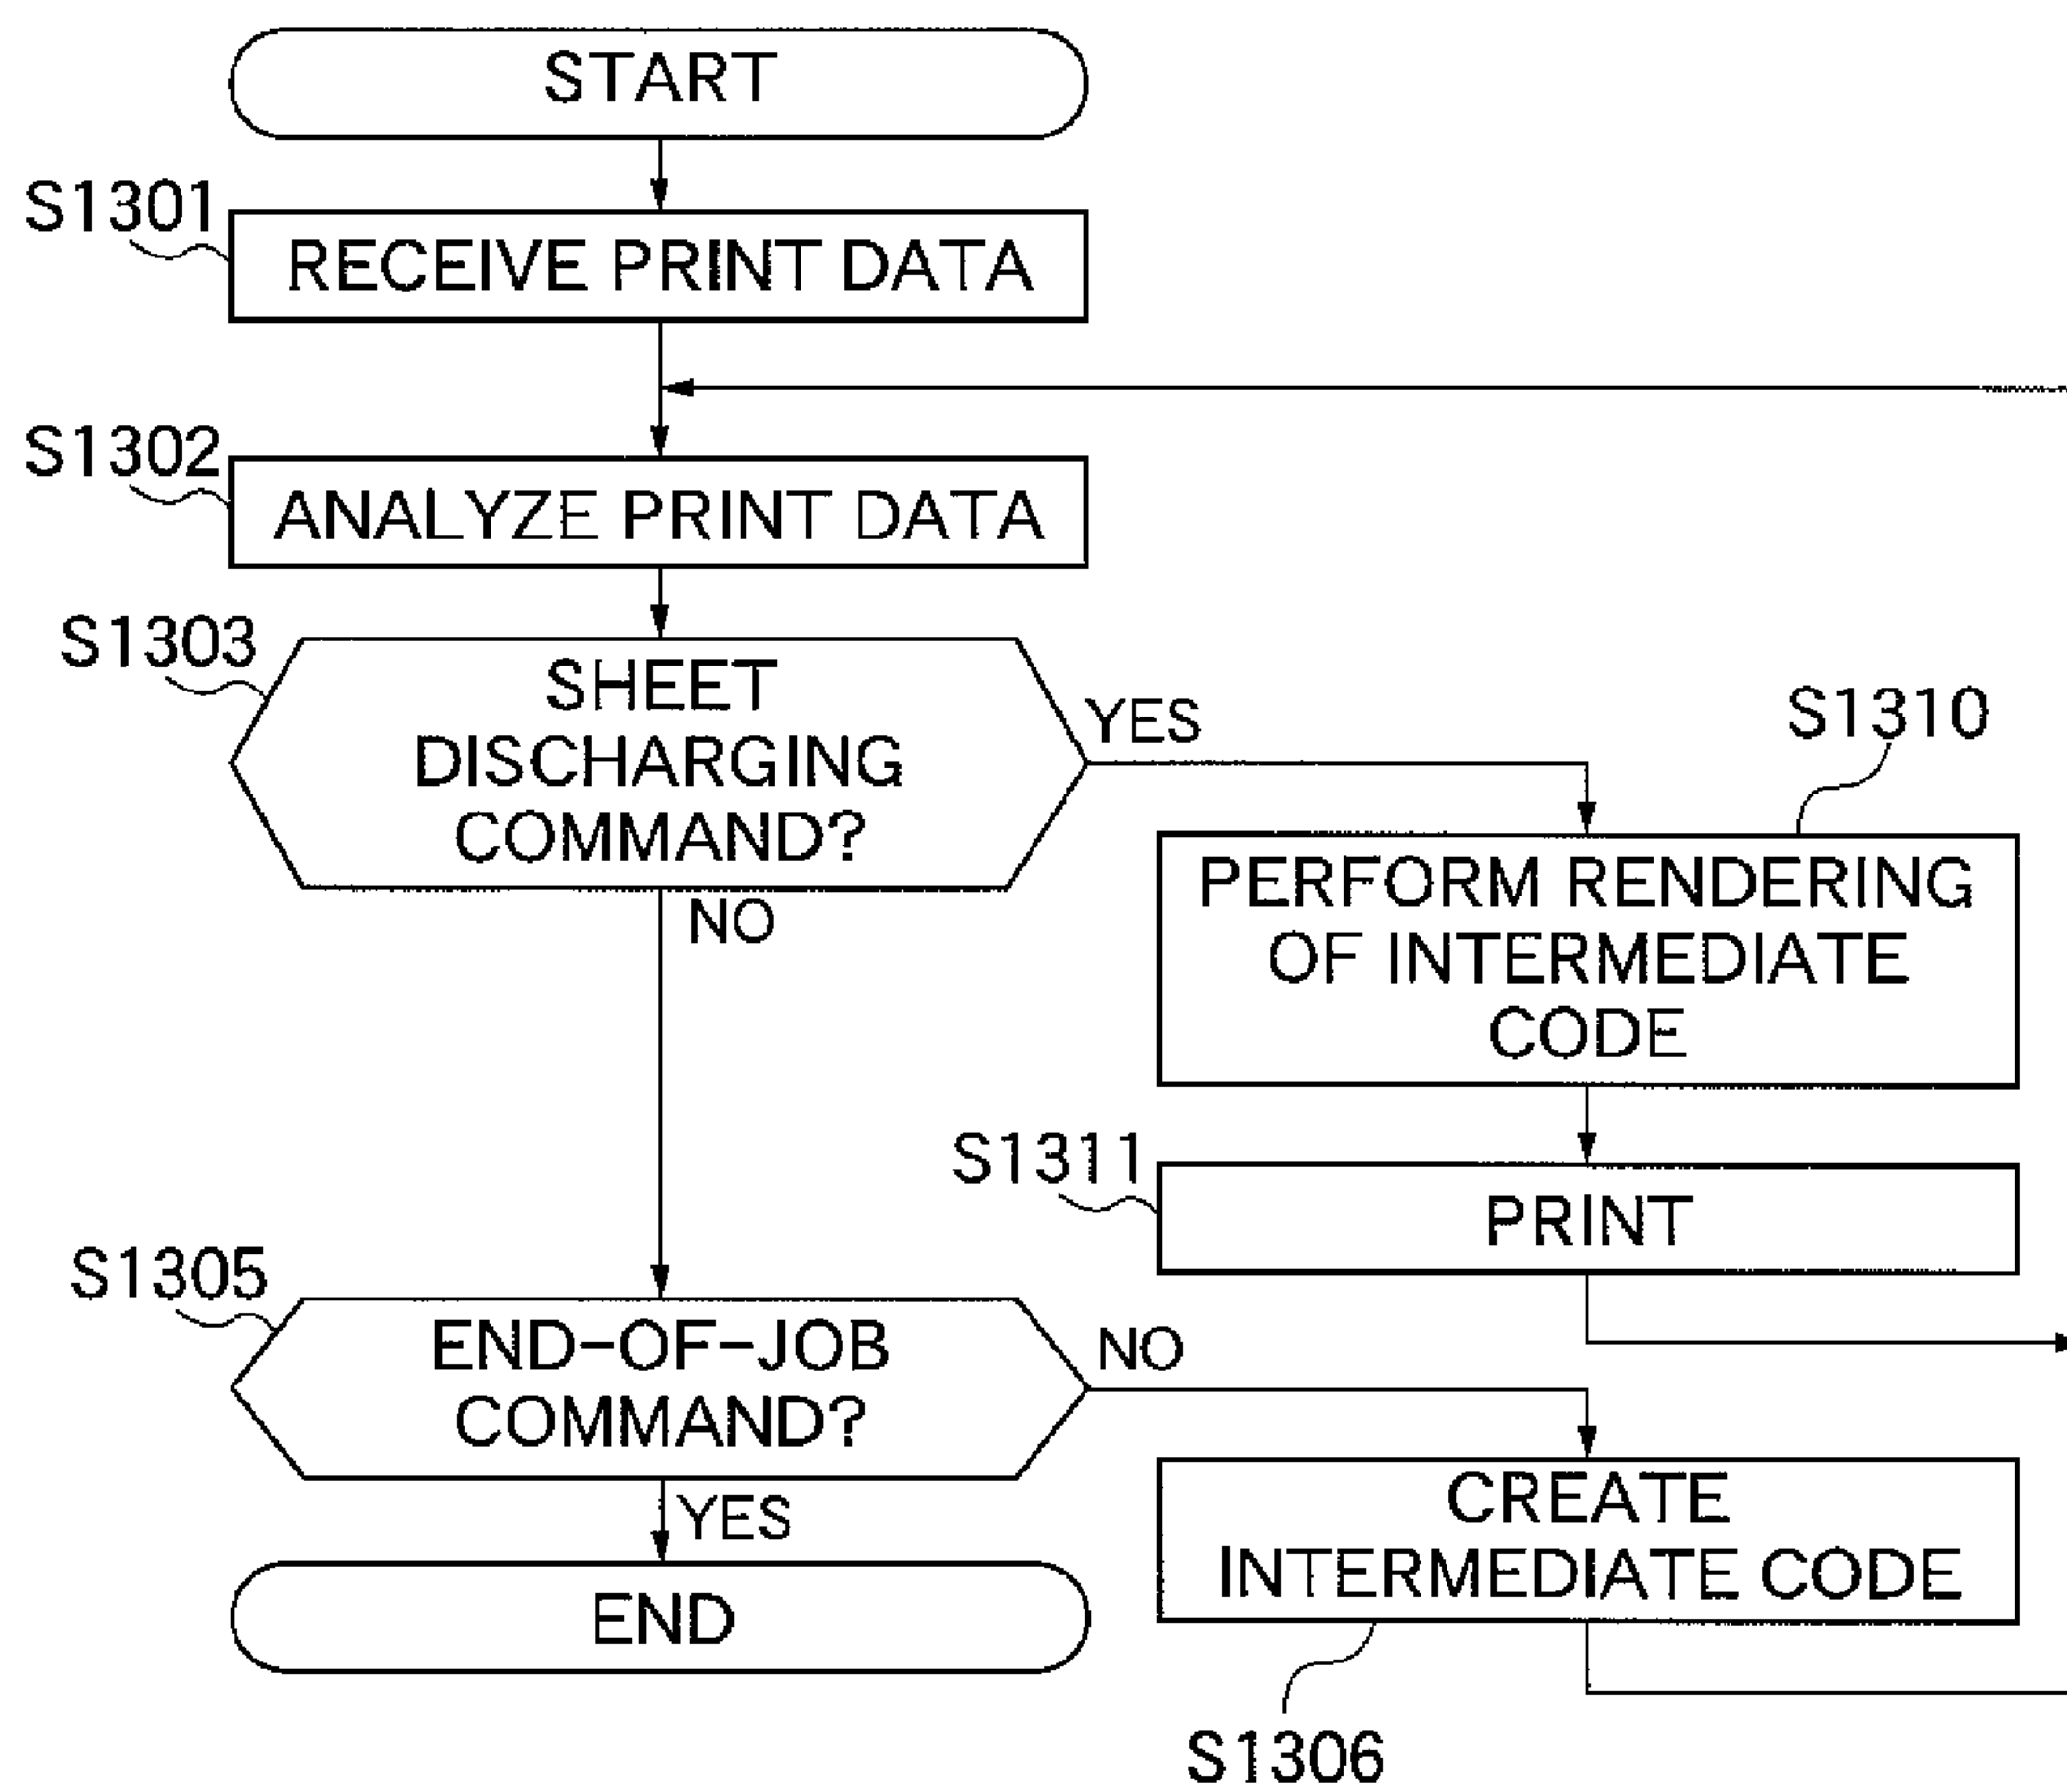 START
S1301
RECEIVE PRINT DATA
S1302
ANALYZE PRINT DATA
S1303
SHEET
DISCHARGING
COMMAND?
YES
NO
S1310
PERFORM RENDERING
OF INTERMEDIATE
CODE
S1311
PRINT
S1305
END-OF-JOB
COMMAND?
NO
YES
CREATE
INTERMEDIATE CODE
S1306
END